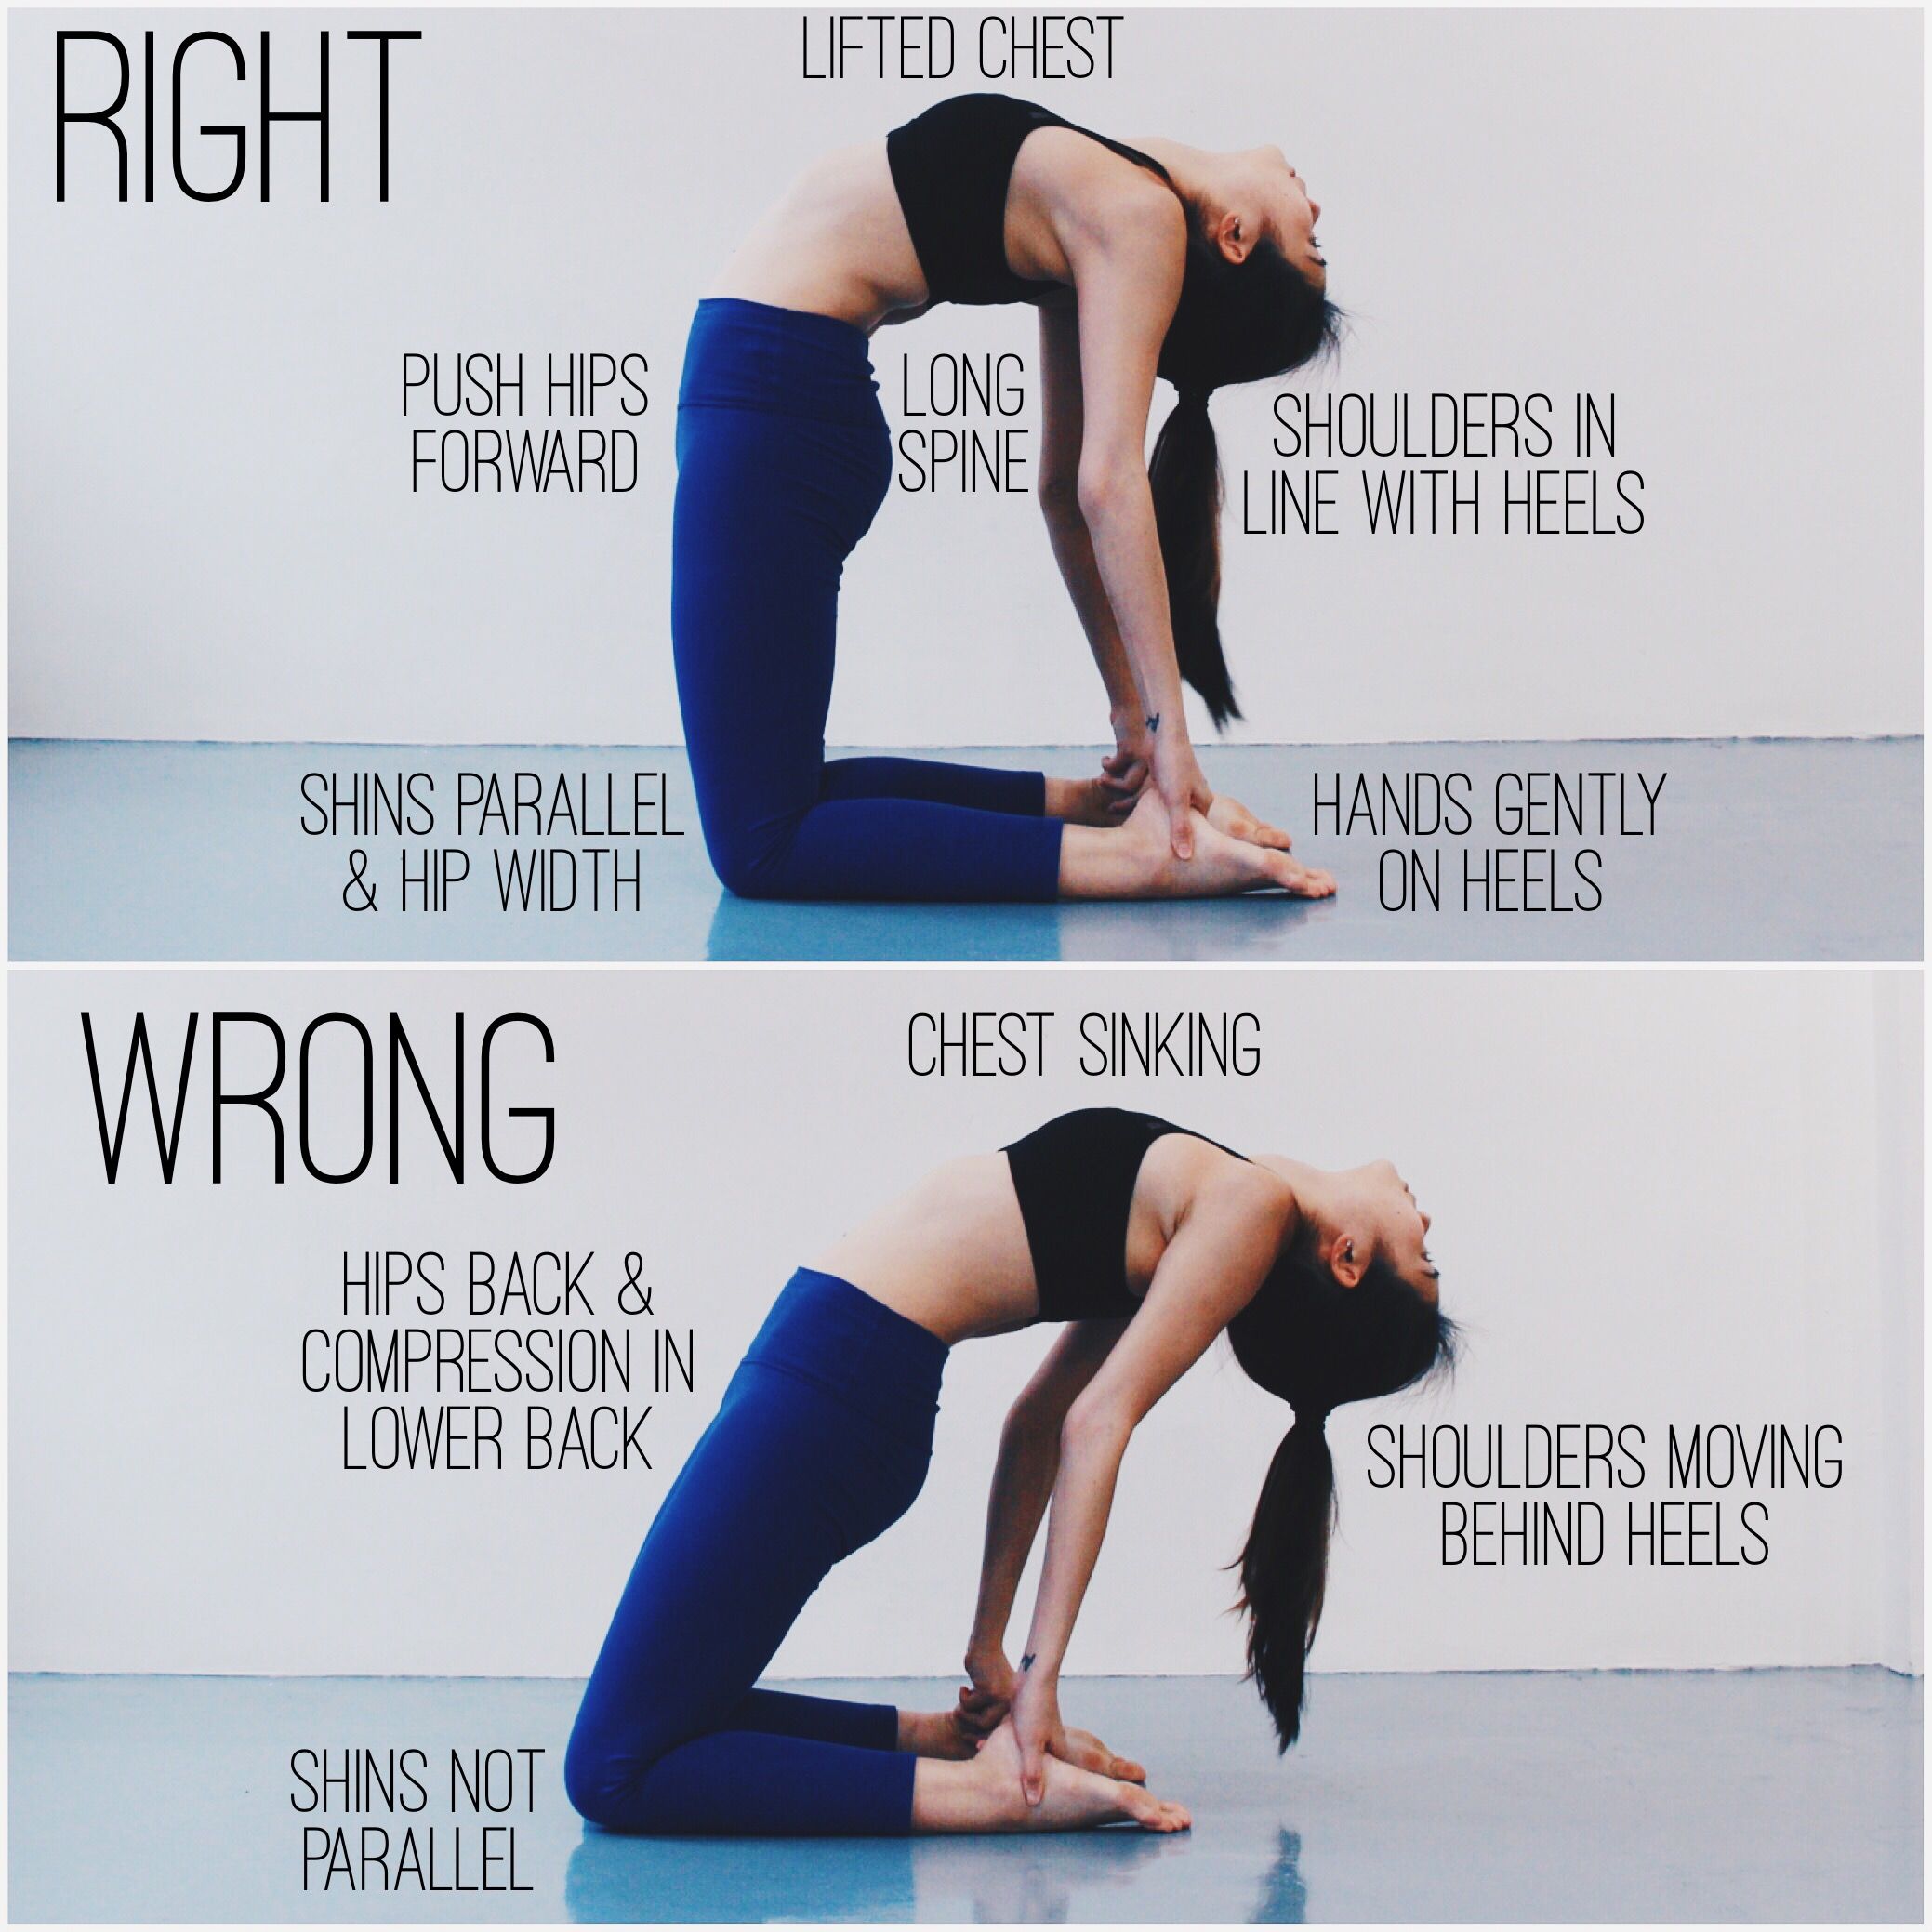 RIGHT
LIFTED CHEST
PUSH HIPS
FORWARD
LONG
SPINE
SHOULDERS IN
LINE WITH HEELS
SHINS PARALLEL
& HIP WIDTH
HANDS GENTLY
ON HEELS
WRONG
CHEST SINKING
HIPS BACK &
COMPRESSION IN
LOWER BACK
SHOULDERS MOVING
BEHIND HEELS
SHINS NOT
PARALLEL